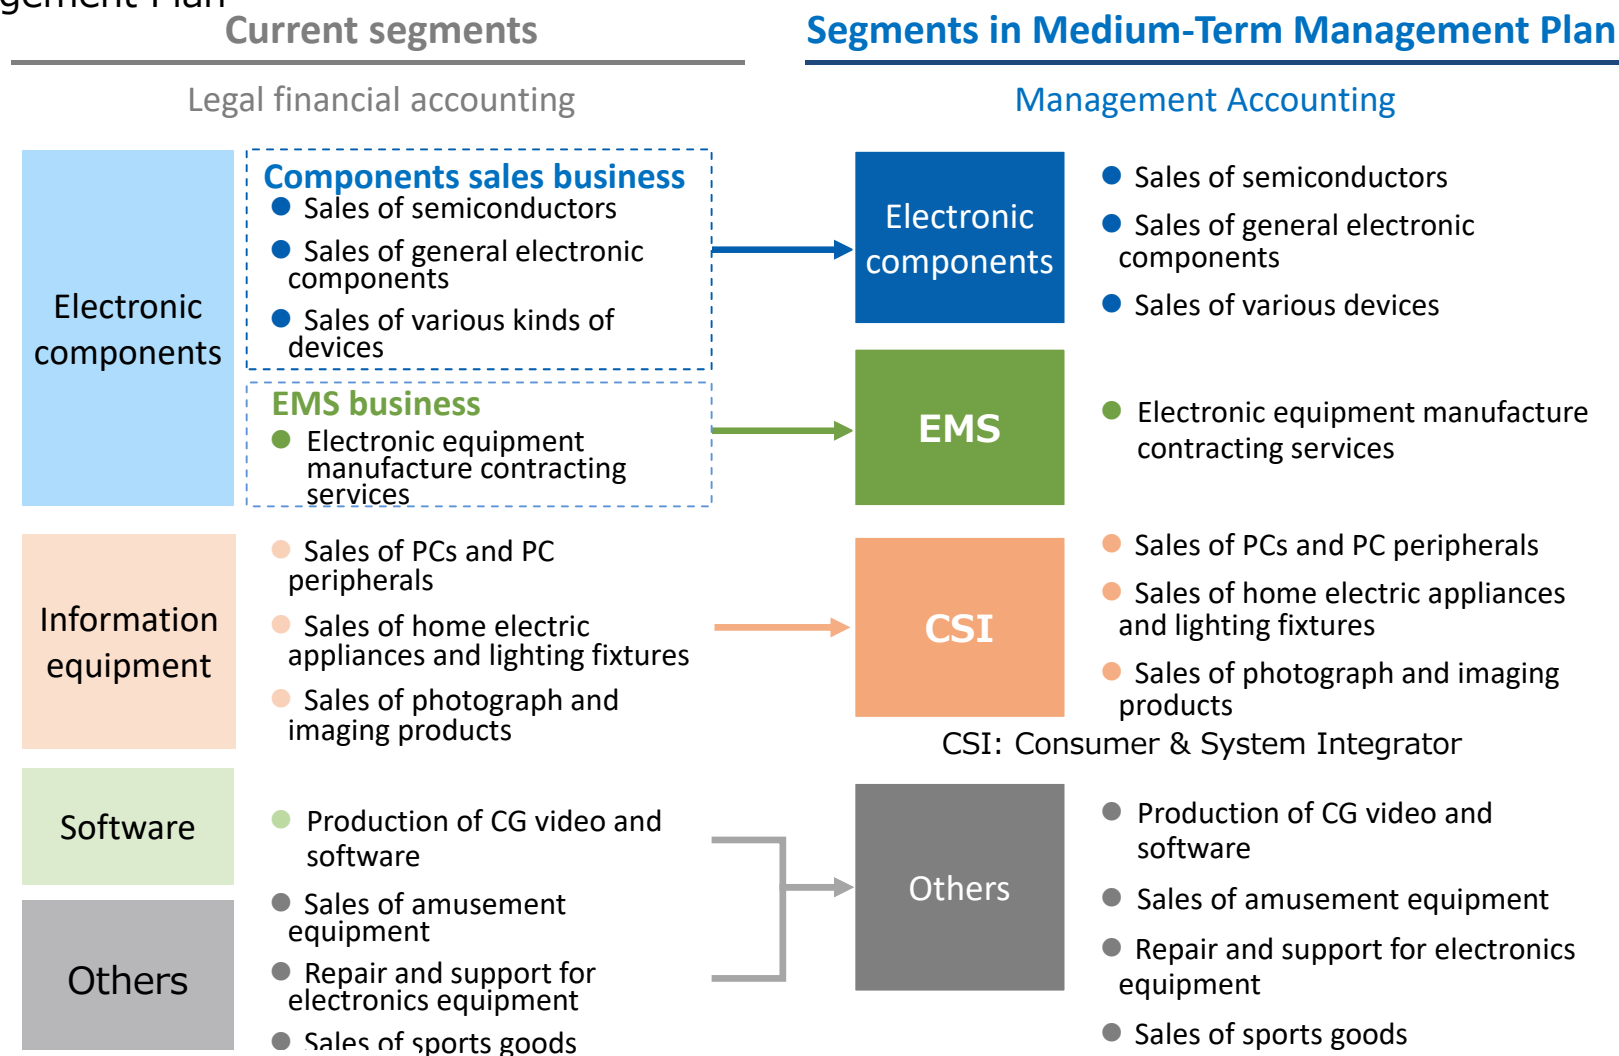 Current segments
Legal financial accounting
Electronic
components
Components sales business
Sales of semiconductors
Sales of general electronic
components
Sales of various kinds of
devices
EMS business
Electronic equipment
manufacture contracting
services
Information
equipment
Sales of PCs and PC
peripherals
Sales of home electric
appliances and lighting fixtures
Sales of photograph and
imaging products
Software
Production of CG video and
software
Others
Sales of amusement
equipment
Repair and support for
electronics equipment
Sales of sports goods
Segments in Medium-Term Management Plan
Management Accounting
Electronic
components
Sales of semiconductors
Sales of general electronic
components
Sales of various devices
EMS
Electronic equipment manufacture
contracting services
CSI
Sales of PCs and PC peripherals
Sales of home electric appliances
and lighting fixtures
Sales of photograph and imaging
products
CSI: Consumer & System Integrator
Others
Production of CG video and
software
Sales of amusement equipment
Repair and support for electronics
equipment
Sales of sports goods